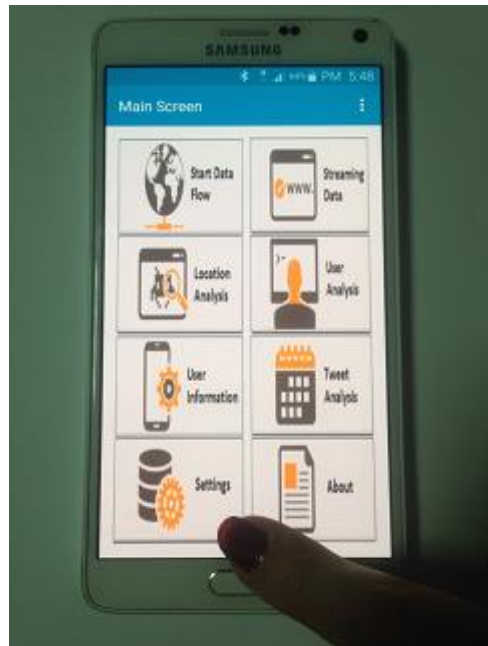 SAMSUNG
PM 5:48
Main Screen
Start Data
Flow
Streaming
Data
www.
Location
Analysis
User
Analysis
User
Information
Tweet
Analysis
Settings
About